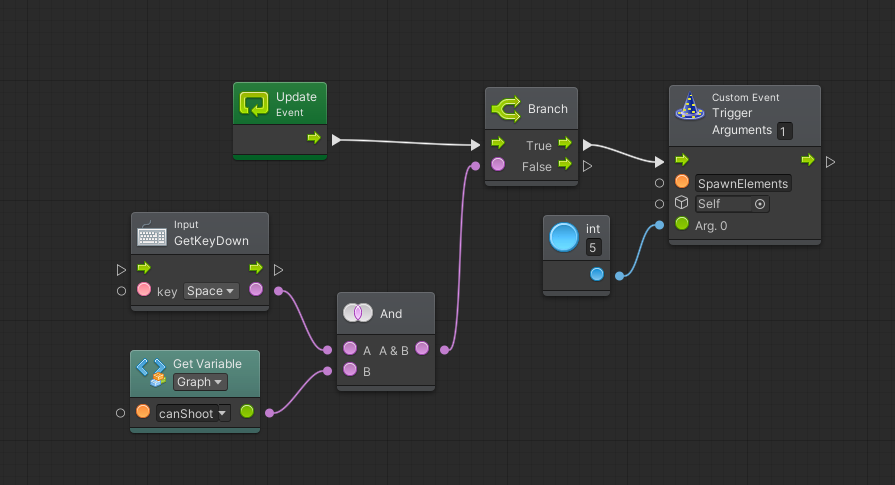 Update
Event
Branch
True
False
Custom Event
Trigger
Arguments 1
SpawnElements
Self
Arg. 0
int
5
Input
GetKeyDown
key Space
And
A A & B
B
Get Variable
Graph
canShoot